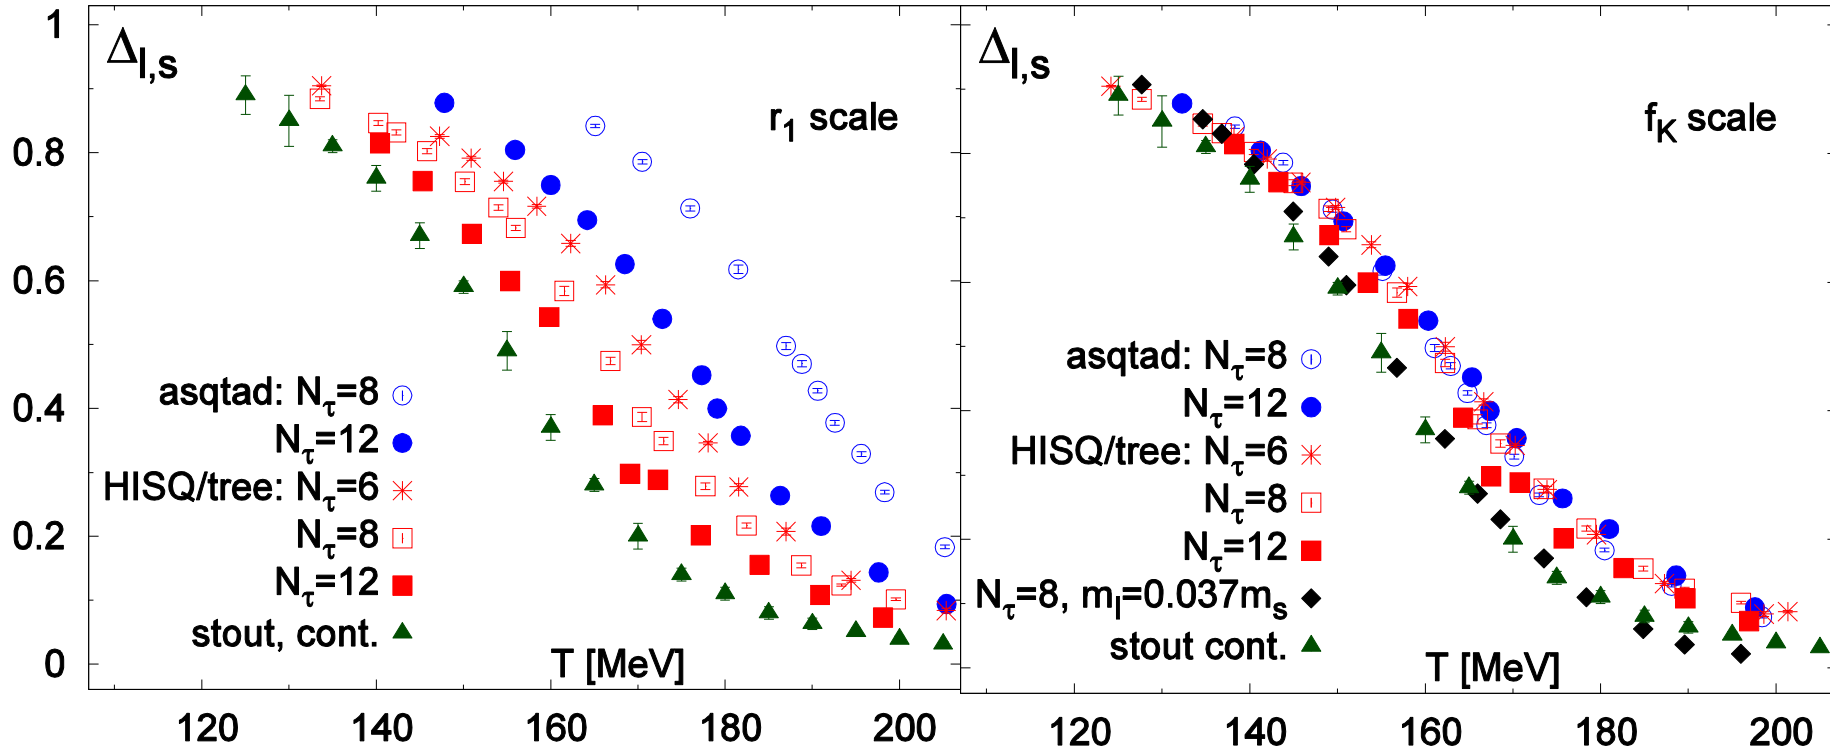 1
0.8
0.6
0.4
0.2
0
Δl,s
r1 scale
asqtad: Nτ=8
Nτ=12
HISQ/tree: Nτ=6
Nτ=8
Nτ=12
stout, cont.
T [MeV]
120 140 160 180 200
Δl,s
fK scale
asqtad: Nτ=8
Nτ=12
HISQ/tree: Nτ=6
Nτ=8
Nτ=12
Nτ=8, ml=0.037ms
stout cont.
T [MeV]
120 140 160 180 200